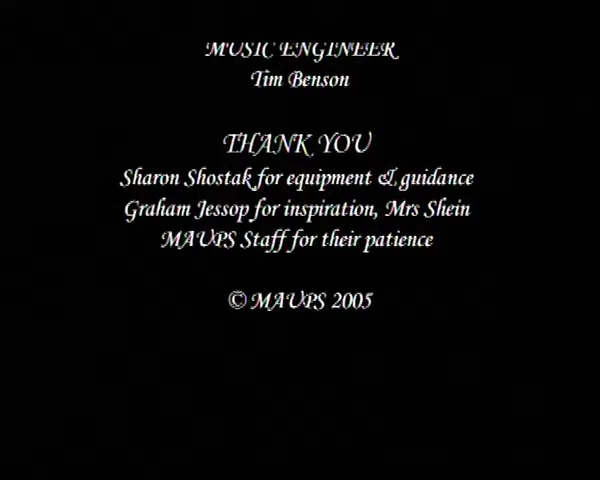 MUSIC ENGINEER
Tim Benson
THANK YOU
Sharon Shostak for equipment & guidance
Graham Jessop for inspiration, Mrs Shein
MAUPS Staff for their patience
© MAUPS 2005